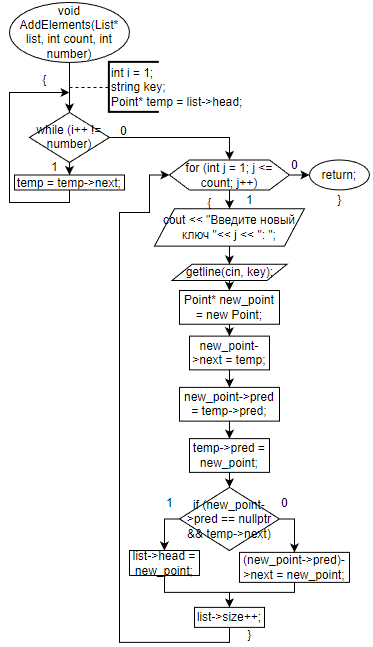 void
AddElements(List*
list, int count, int
number)
{
int i = 1;
string key;
Point* temp = list->head;
while (i++ !=
number)
0
1
temp = temp->next;
for (int j = 1; j <=
count; j++)
0
return;
}
1
{
cout << "Введите новый
ключ "<< j << ": ";
getline(cin, key);
Point* new_point
= new Point;
new_point-
>next = temp;
new_point->pred
= temp->pred;
temp->pred =
new_point;
1
if (new_point-
>pred == nullptr
&& temp->next)
0
list->head =
new_point;
(new_point->pred)-
>next = new_point;
list->size++;
}